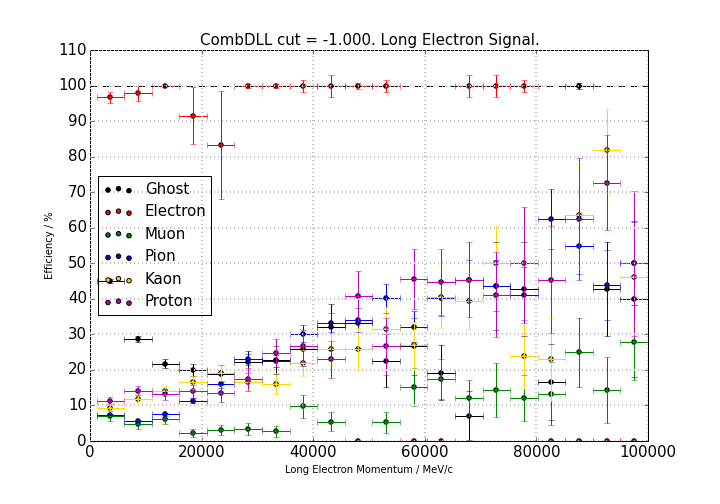 CombDLL cut = -1.000. Long Electron Signal.
110
100
90
80
70
60
50
40
30
20
10
0
Efficiency / %
Ghost
Electron
Muon
Pion
Kaon
Proton
0 20000 40000 60000 80000 100000
Long Electron Momentum / MeV/c